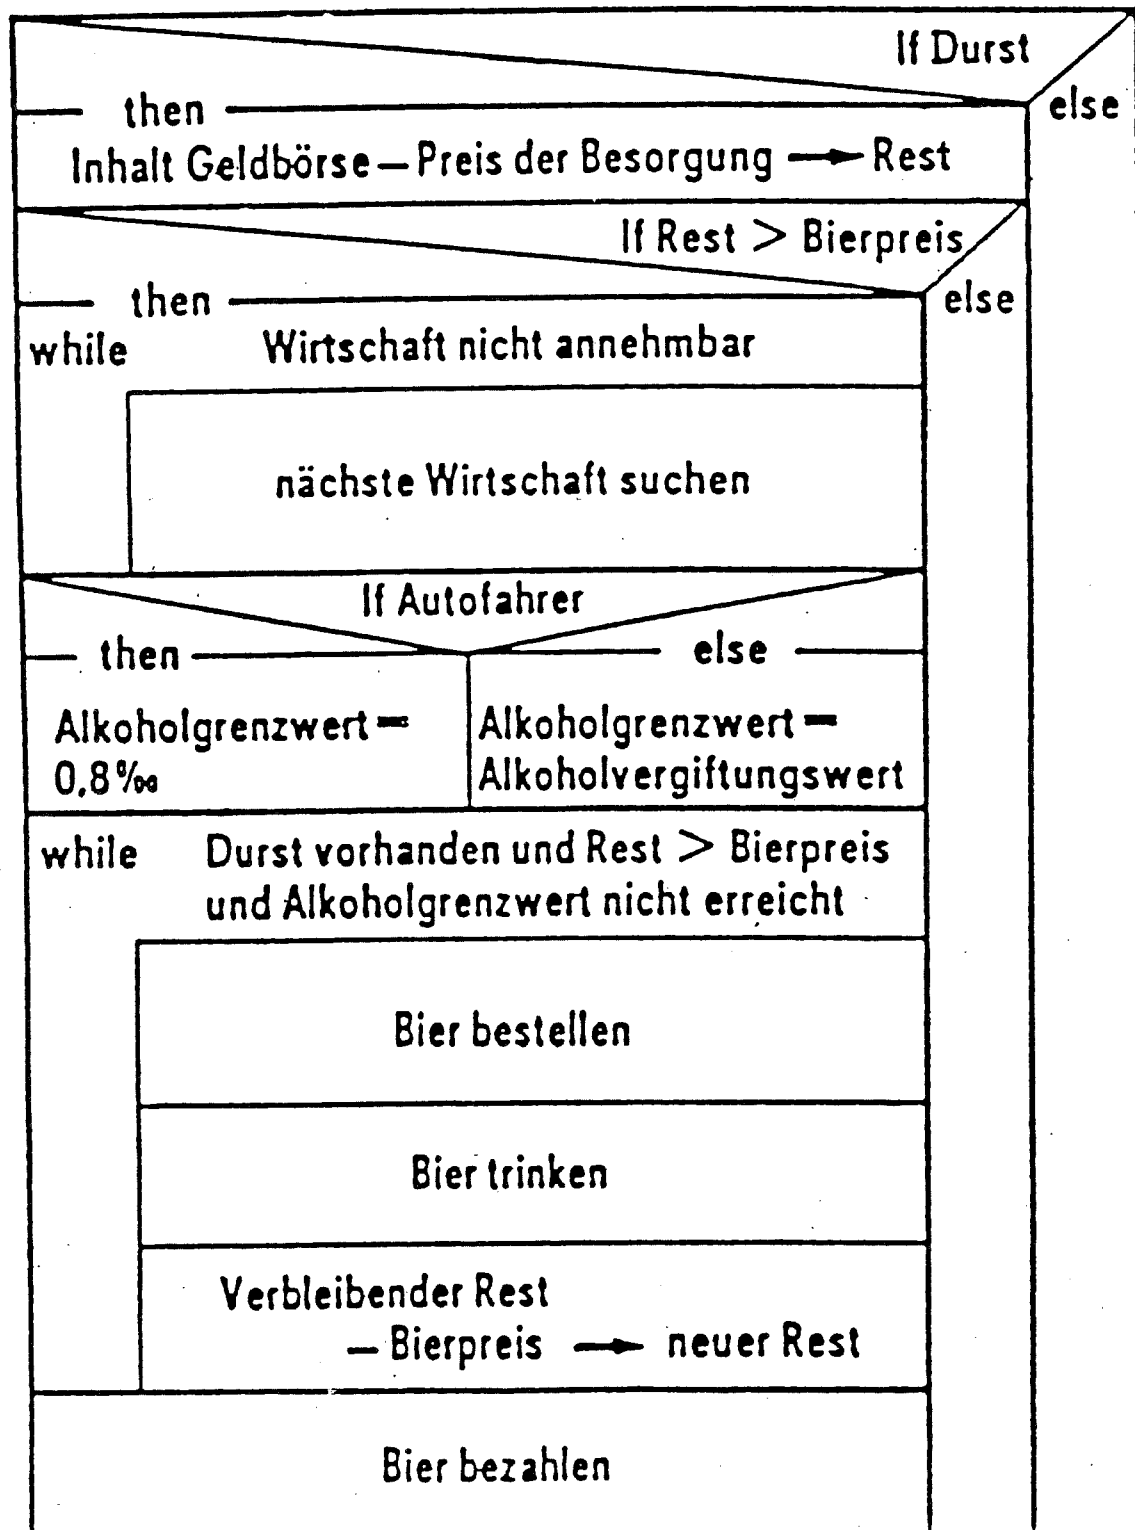 If Durst
then
else
Inhalt Geldbörse – Preis der Besorgung → Rest
If Rest > Bierpreis
then
else
while Wirtschaft nicht annehmbar
nächste Wirtschaft suchen
If Autofahrer
then
else
Alkoholgrenzwert =
0,8‰
Alkoholgrenzwert =
Alkoholvergiftungswert
while Durst vorhanden und Rest > Bierpreis
und Alkoholgrenzwert nicht erreicht
Bier bestellen
Bier trinken
Verbleibender Rest
– Bierpreis → neuer Rest
Bier bezahlen